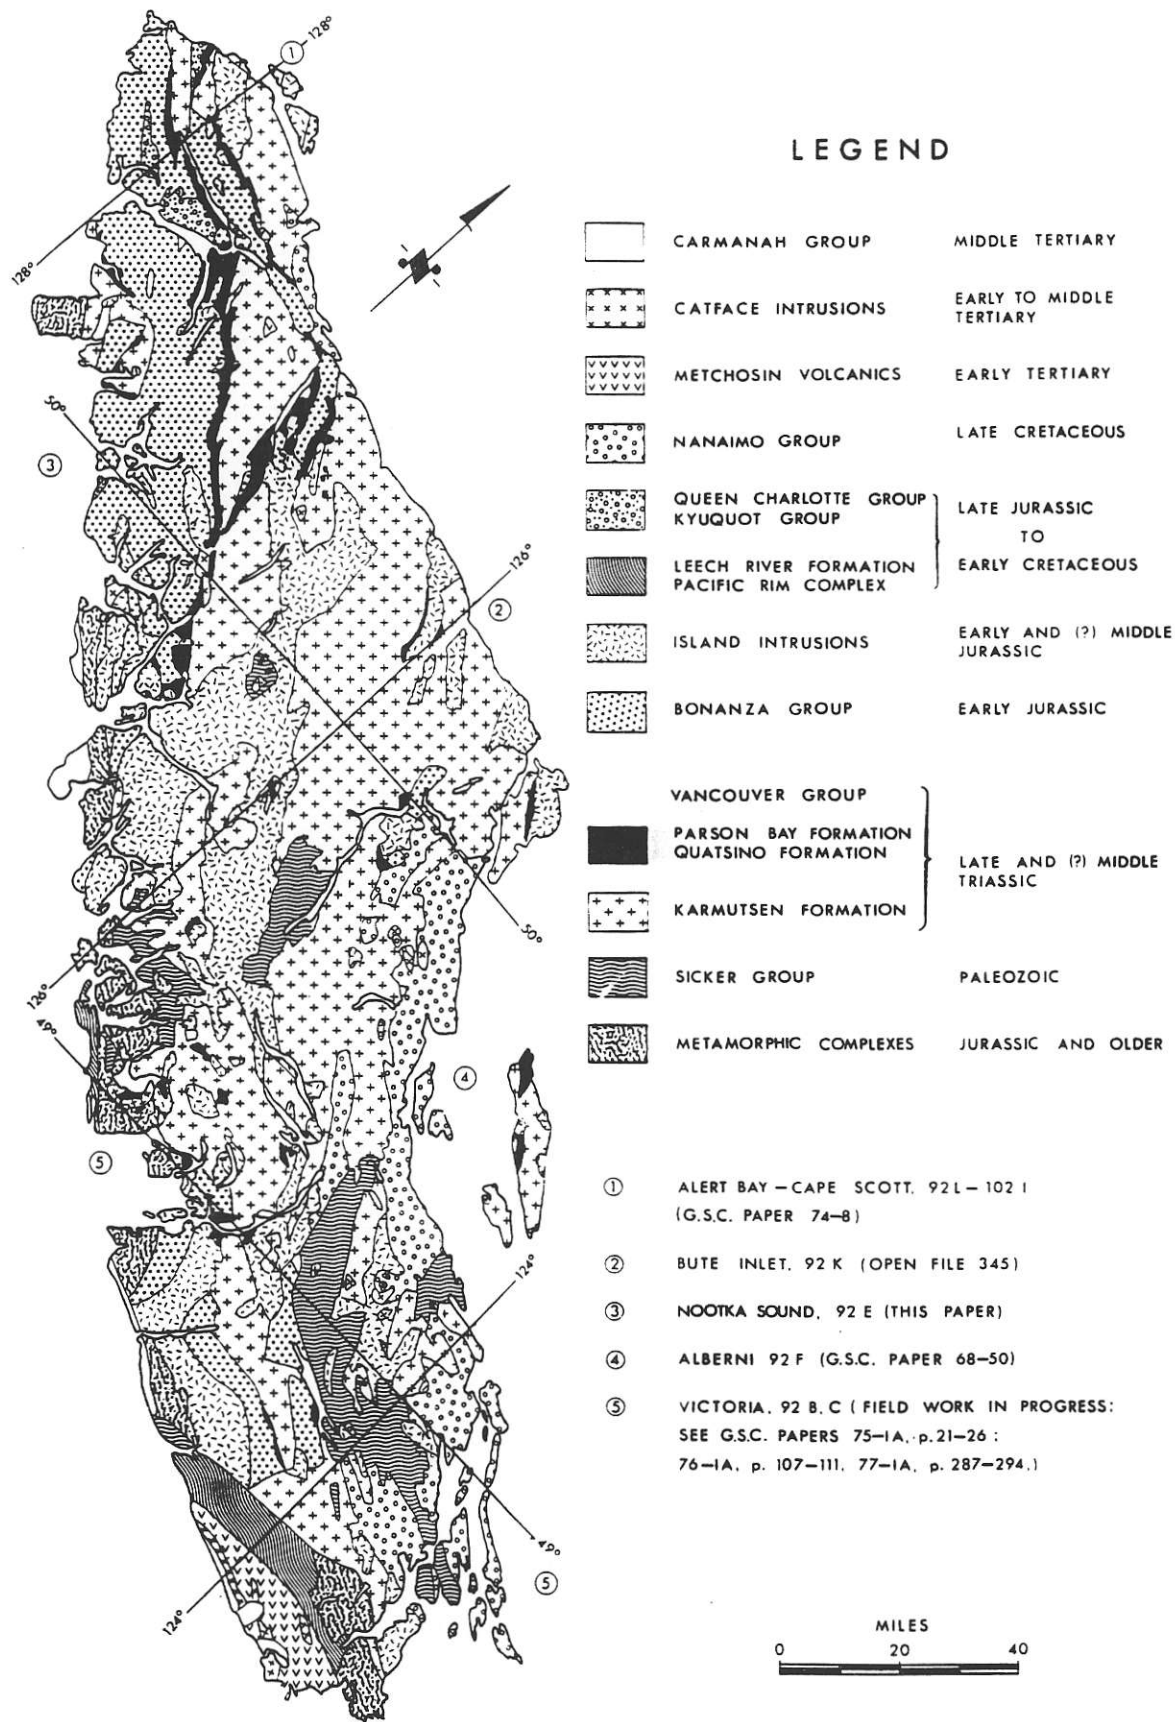 128°
1
128°
50°
3
126°
2
50°
126°
49°
4
5
124°
49°
5
124°
LEGEND
CARMANAH GROUP MIDDLE TERTIARY
CATFACE INTRUSIONS EARLY TO MIDDLE
TERTIARY
METCHOSIN VOLCANICS EARLY TERTIARY
NANAIMO GROUP LATE CRETACEOUS
QUEEN CHARLOTTE GROUP
KYUQUOT GROUP
LATE JURASSIC
TO
EARLY CRETACEOUS
LEECH RIVER FORMATION
PACIFIC RIM COMPLEX
ISLAND INTRUSIONS EARLY AND (?) MIDDLE
JURASSIC
BONANZA GROUP EARLY JURASSIC
VANCOUVER GROUP
PARSON BAY FORMATION
QUATSINO FORMATION
LATE AND (?) MIDDLE
TRIASSIC
KARMUTSEN FORMATION
SICKER GROUP PALEOZOIC
METAMORPHIC COMPLEXES JURASSIC AND OLDER
1 ALERT BAY – CAPE SCOTT. 92L – 102 I
(G.S.C. PAPER 74–8)
2 BUTE INLET. 92 K (OPEN FILE 345)
3 NOOTKA SOUND, 92 E (THIS PAPER)
4 ALBERNI 92 F (G.S.C. PAPER 68–50)
5 VICTORIA. 92 B, C ( FIELD WORK IN PROGRESS:
SEE G.S.C. PAPERS 75–1A, p.21–26 ;
76–1A, p. 107–111, 77–1A, p. 287–294.)
MILES
0 20 40